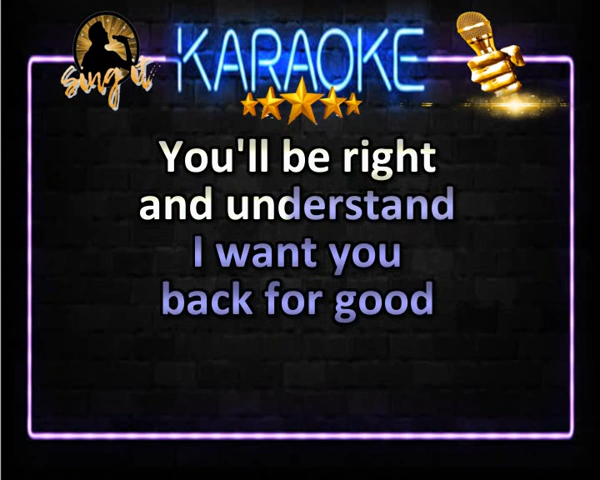 Sing it
KARAOKE
You'll be right
and understand
I want you
back for good